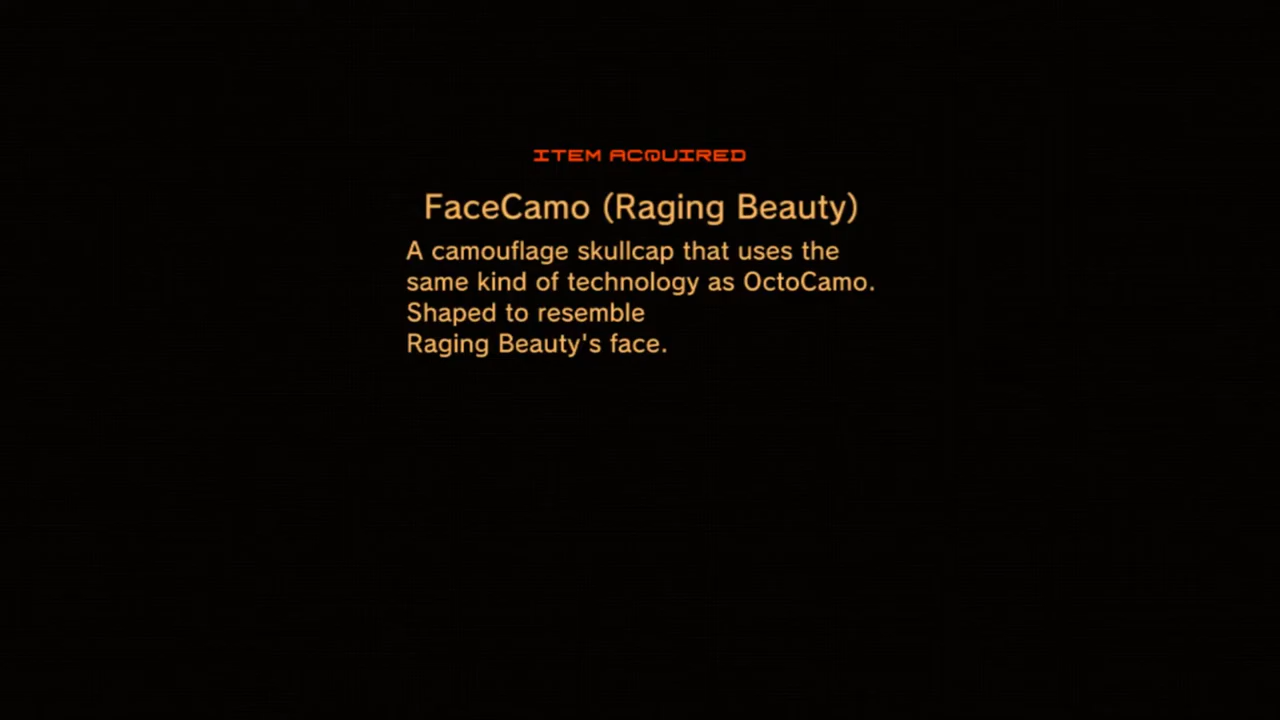 ITEM ACQUIRED
FaceCamo (Raging Beauty)
A camouflage skullcap that uses the
same kind of technology as OctoCamo.
Shaped to resemble
Raging Beauty's face.